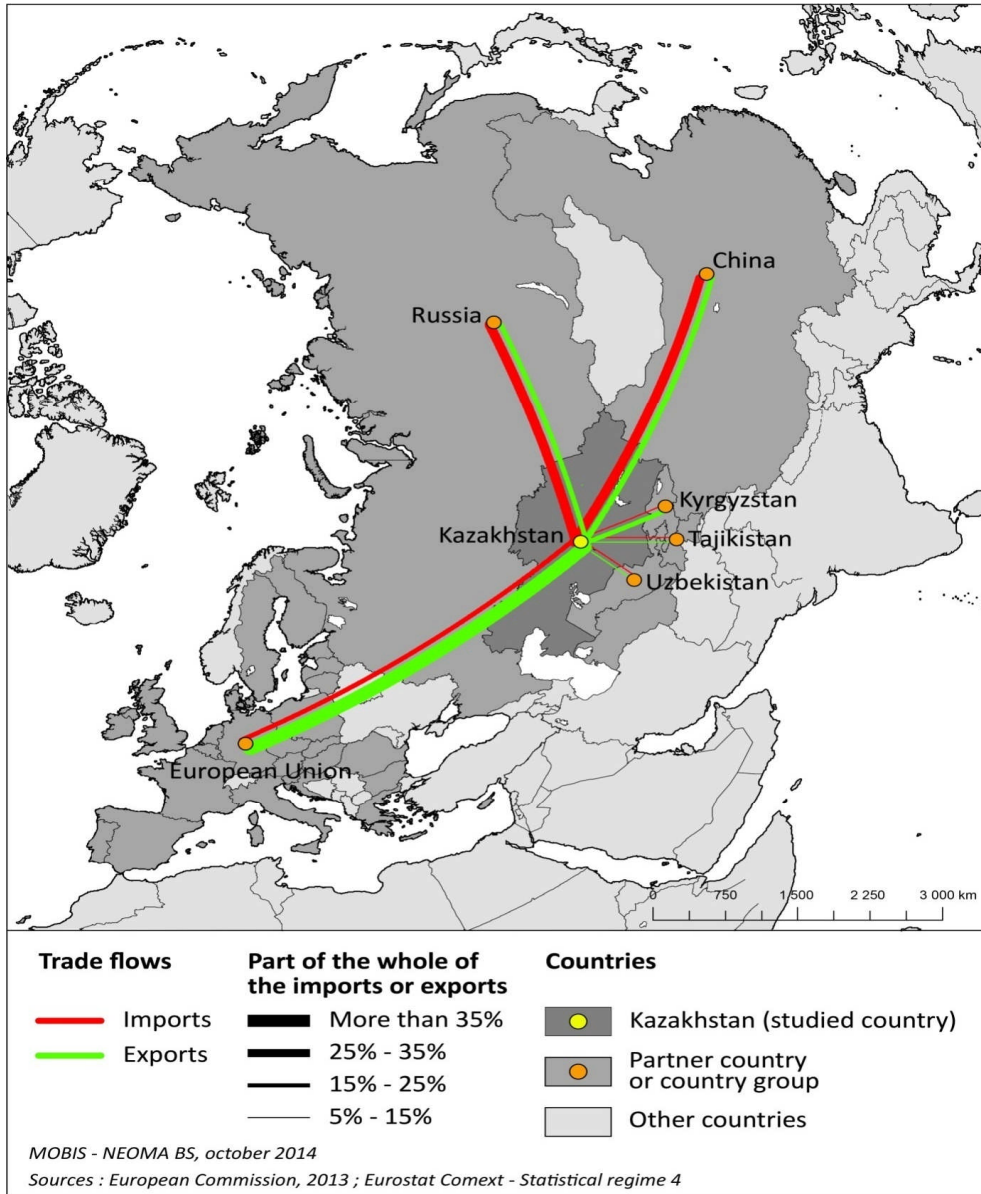 China
Russia
Kyrgyzstan
Kazakhstan
Tajikistan
Uzbekistan
European Union
0 750 1 500 2 250 3 000 km
Trade flows
Imports
Exports
Part of the whole of
the imports or exports
More than 35%
25% - 35%
15% - 25%
5% - 15%
Countries
Kazakhstan (studied country)
Partner country
or country group
Other countries
MOBIS - NEOMA BS, october 2014
Sources : European Commission, 2013 ; Eurostat Comext - Statistical regime 4